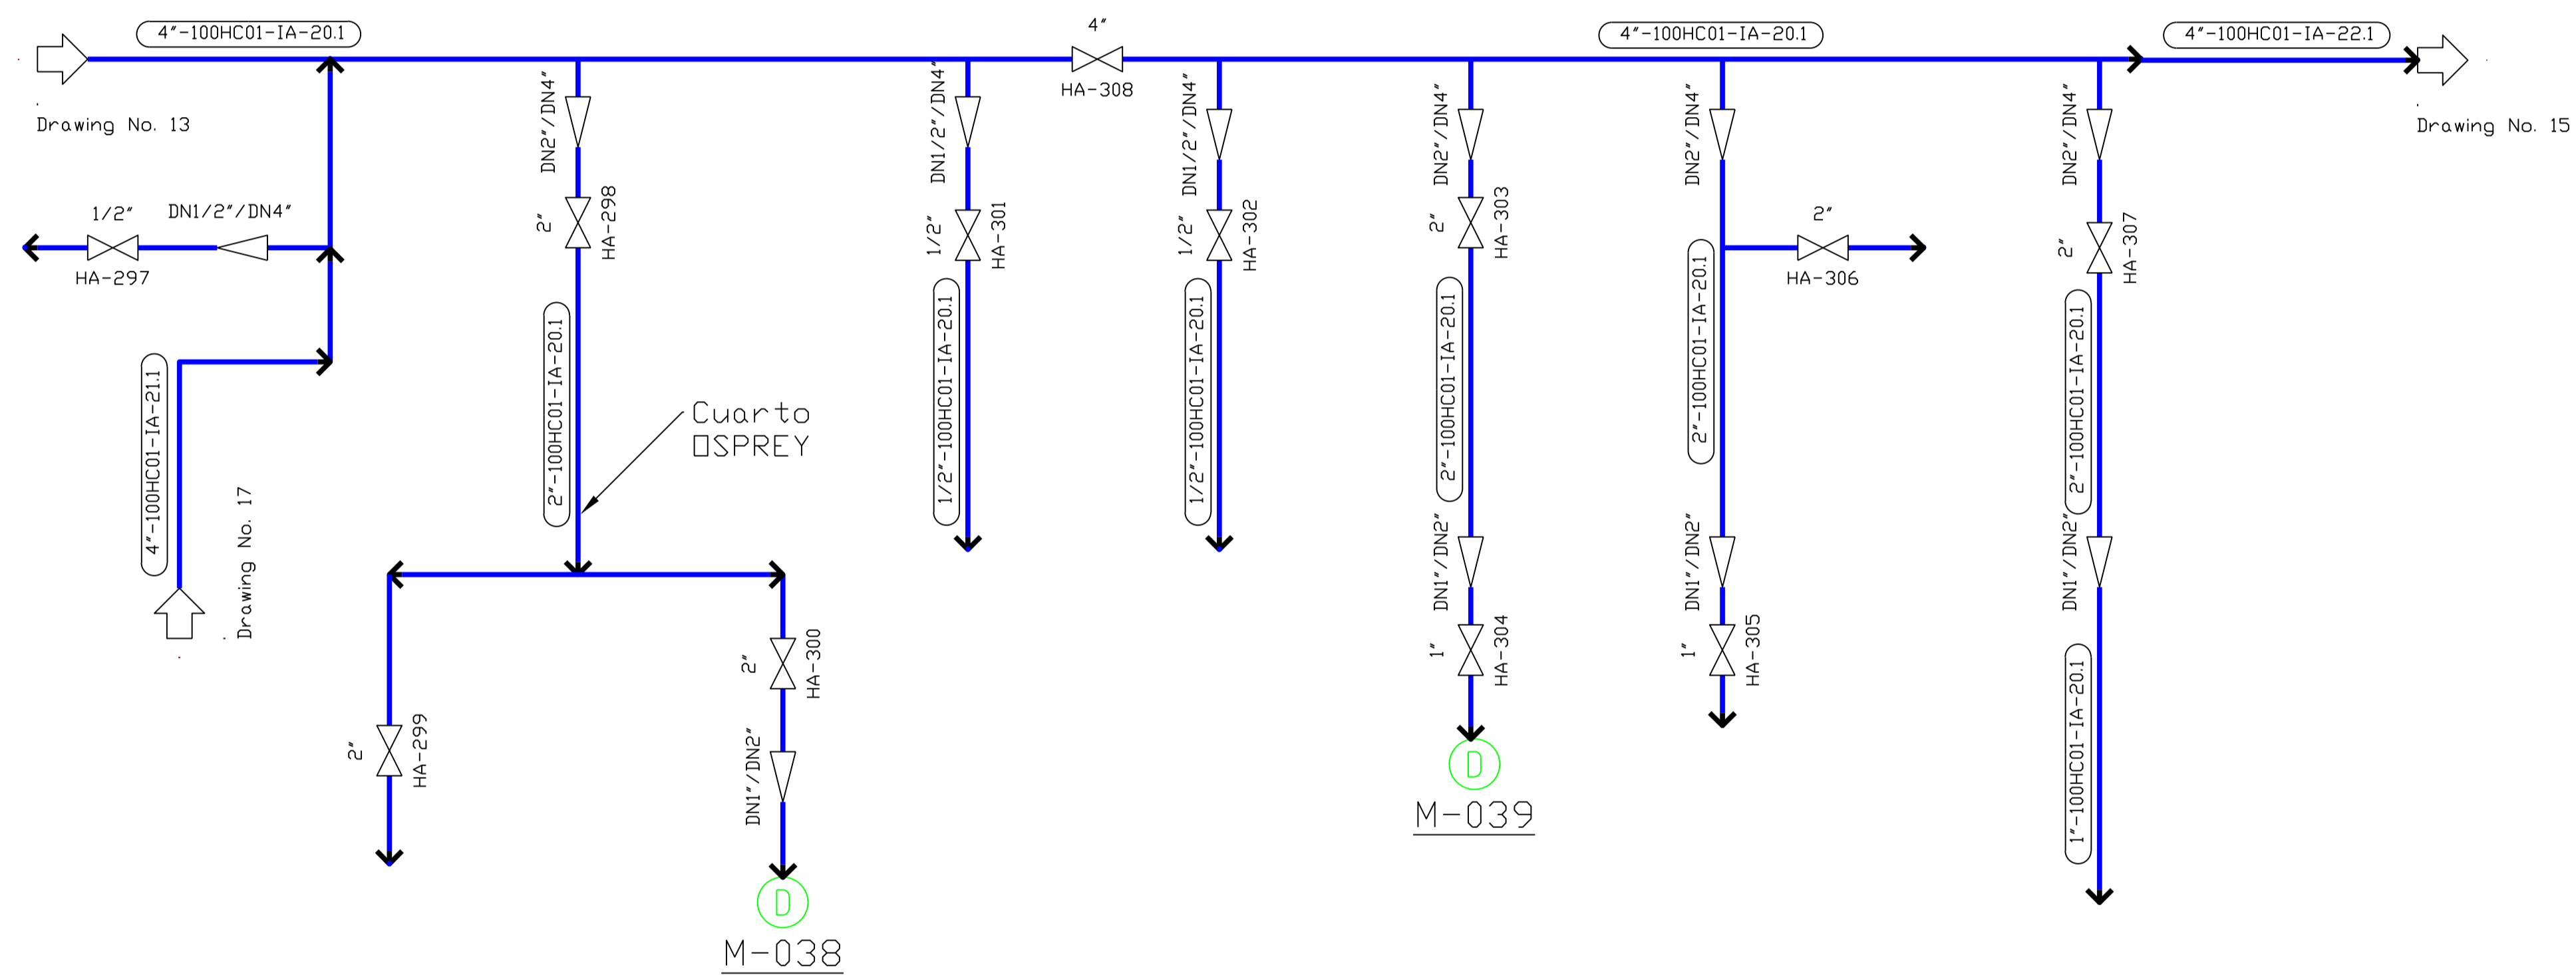 4"-100HC01-IA-20.1
4"
4"-100HC01-IA-20.1
4"-100HC01-IA-22.1
HA-308
Drawing No. 13
Drawing No. 15
DN2"/DN4"
DN1/2"/DN4"
DN1/2"/DN4"
DN2"/DN4"
DN2"/DN4"
DN2"/DN4"
1/2"
DN1/2"/DN4"
HA-297
2"
HA-298
1/2"
HA-301
1/2"
HA-302
2"
HA-303
2"
HA-306
2"
HA-307
4"-100HC01-IA-21.1
Drawing No. 17
2"-100HC01-IA-20.1
Cuarto
OSPREY
1/2"-100HC01-IA-20.1
1/2"-100HC01-IA-20.1
2"-100HC01-IA-20.1
2"-100HC01-IA-20.1
2"-100HC01-IA-20.1
DN1"/DN2"
DN1"/DN2"
DN1"/DN2"
2"
HA-299
2"
HA-300
DN1"/DN2"
1"
HA-304
1"
HA-305
1"-100HC01-IA-20.1
D
M-039
D
M-038